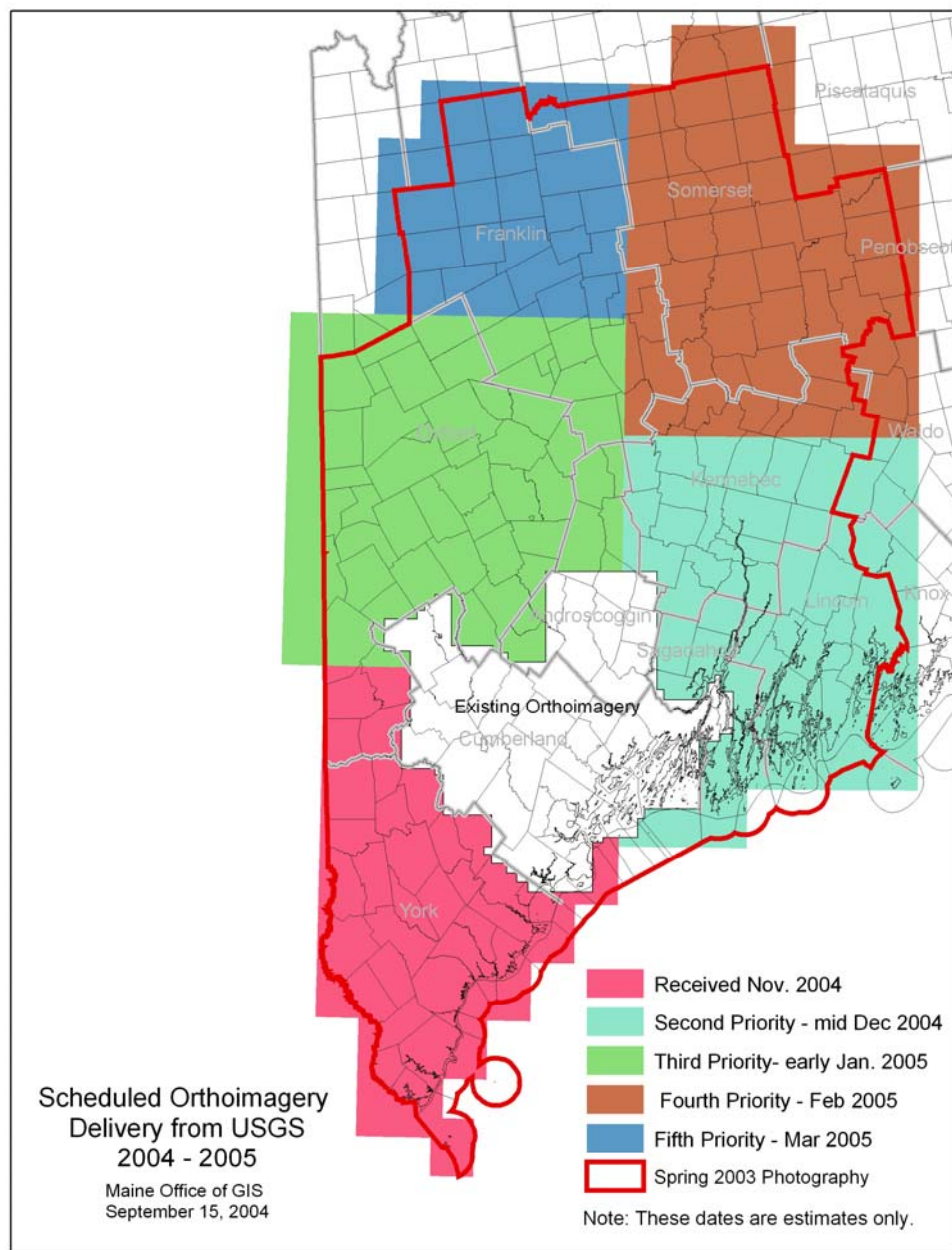 Piscataquis
Somerset
Franklin
Penobscot
Waldo
Kennebec
Knox
Lincoln
Androscoggin
Sagadahoc
Existing Orthoimagery
Cumberland
York
Received Nov. 2004
Second Priority - mid Dec 2004
Third Priority- early Jan. 2005
Fourth Priority - Feb 2005
Fifth Priority - Mar 2005
Spring 2003 Photography
Note: These dates are estimates only.
Scheduled Orthoimagery
Delivery from USGS
2004 - 2005
Maine Office of GIS
September 15, 2004